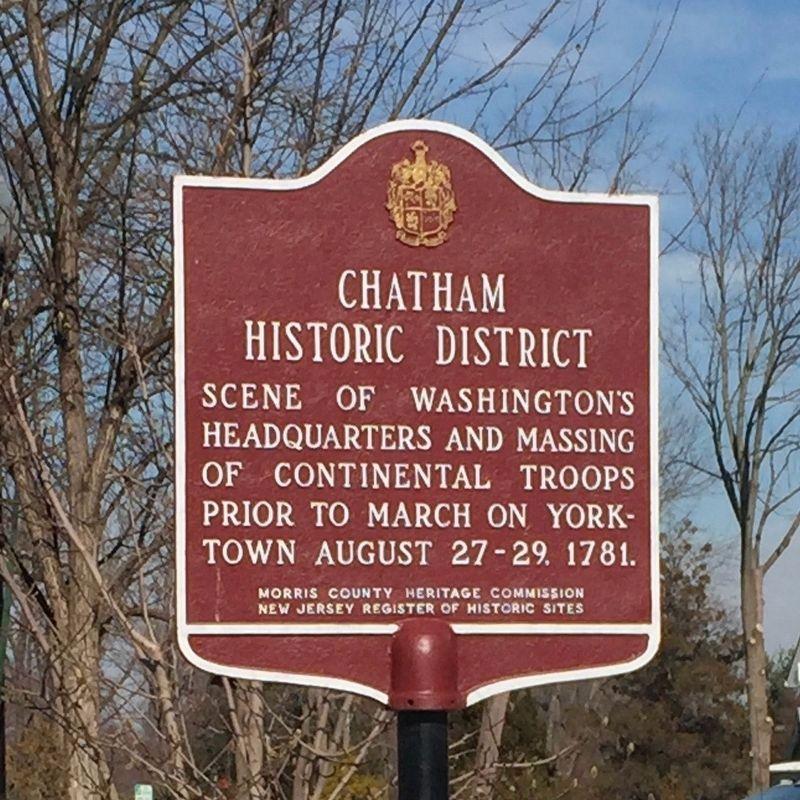 CHATHAM
HISTORIC DISTRICT
SCENE OF WASHINGTON'S
HEADQUARTERS AND MASSING
OF CONTINENTAL TROOPS
PRIOR TO MARCH ON YORK-
TOWN AUGUST 27-29, 1781.
MORRIS COUNTY HERITAGE COMMISSION
NEW JERSEY REGISTER OF HISTORIC SITES